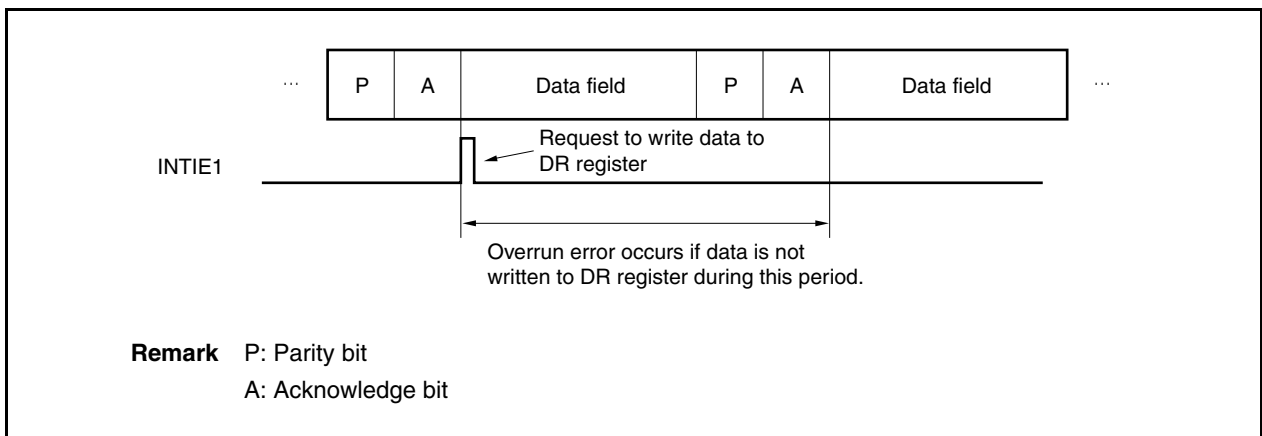 ... P A Data field P A Data field ...
INTIE1
Request to write data to
DR register
Overrun error occurs if data is not
written to DR register during this period.
Remark P: Parity bit
A: Acknowledge bit